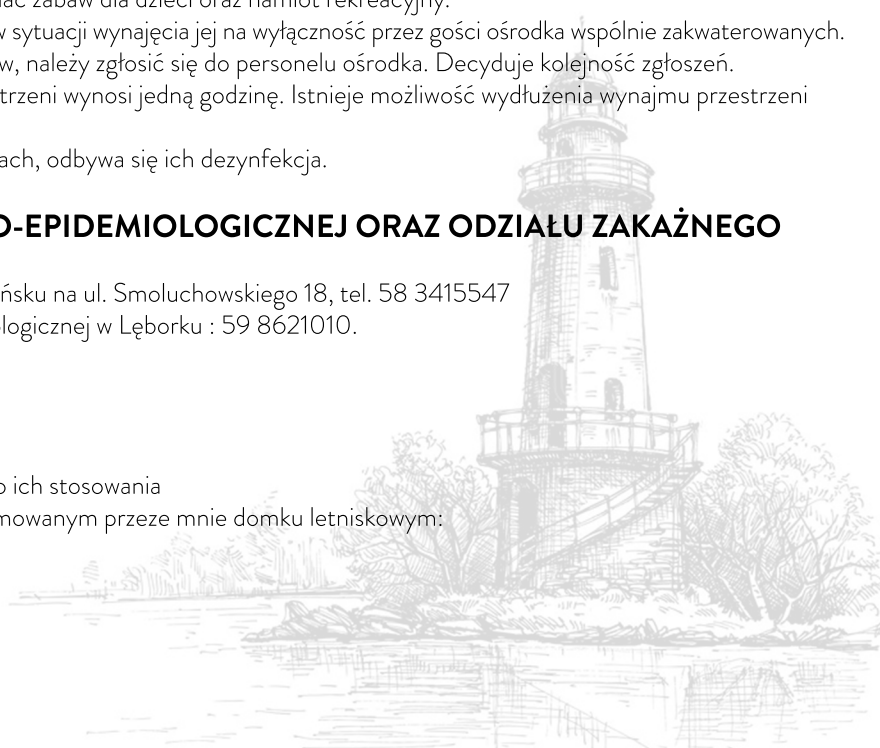 plac zabaw dla dzieci oraz namiot rekreacyjny.
w sytuacji wynajęcia jej na wyłączność przez gości ośrodka wspólnie zakwaterowanych.
w, należy zgłosić się do personelu ośrodka. Decyduje kolejność zgłoszeń.
trzeni wynosi jedną godzinę. Istnieje możliwość wydłużenia wynajmu przestrzeni
ach, odbywa się ich dezynfekcja.
O-EPIDEMIOLOGICZNEJ ORAZ ODZIAŁU ZAKAŻNEGO
ńsku na ul. Smoluchowskiego 18, tel. 58 3415547
ologicznej w Lęborku : 59 8621010.
o ich stosowania
mowanym przeze mnie domku letniskowym: